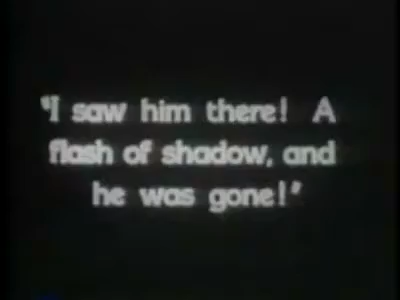 "I saw him there! A
flash of shadow, and
he was gone!"